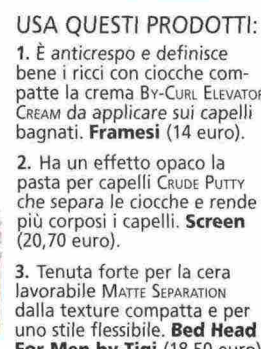 USA QUESTI PRODOTTI:
1. È anticrespo e definisce
bene i ricci con ciocche com-
patte la crema BY-CURL ELEVATOR
CREAM da applicare sui capelli
bagnati. Framesi (14 euro).
2. Ha un effetto opaco la
pasta per capelli CRUDE PUTTY
che separa le ciocche e rende
più corposi i capelli. Screen
(20,70 euro).
3. Tenuta forte per la cera
lavorabile MATTE SEPARATION
dalla texture compatta e per
uno stile flessibile. Bed Head
For Men by Tigi (18,50 euro)